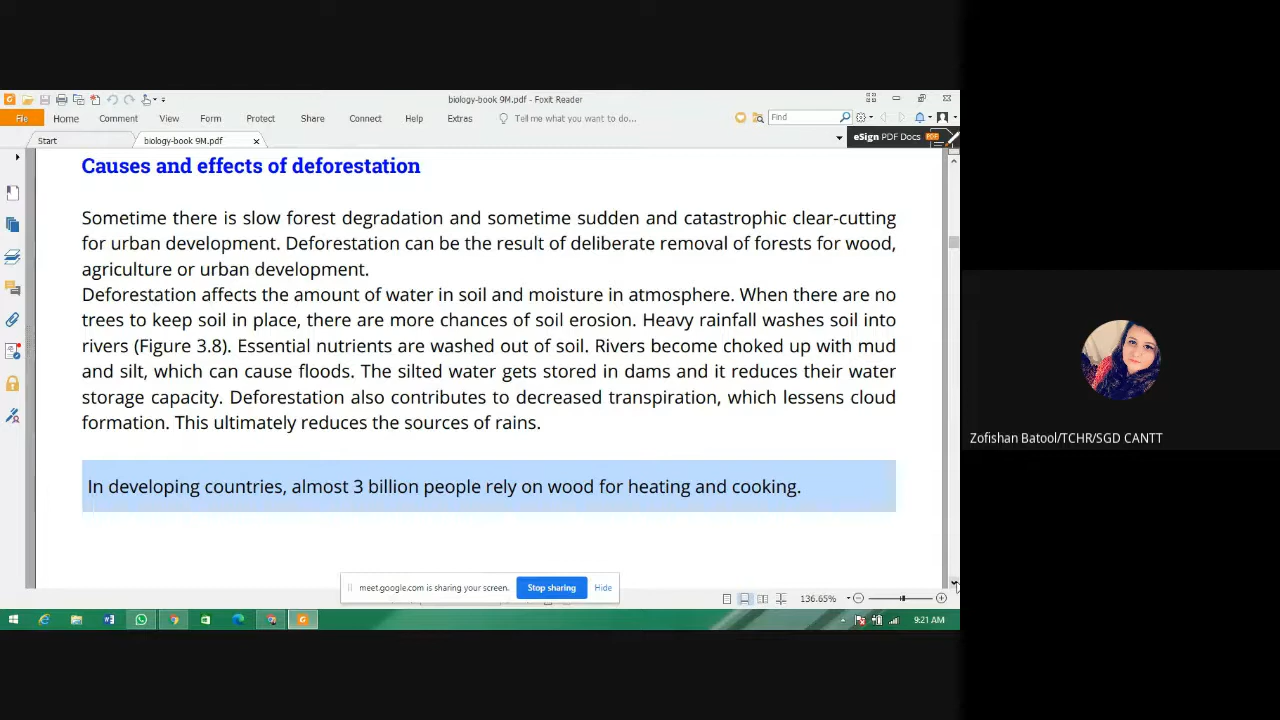 biology-book 9M.pdf - Foxit Reader
File Home Comment View Form Protect Share Connect Help Extras Tell me what you want to do... Find
Start biology-book 9M.pdf eSign PDF Docs
Causes and effects of deforestation
Sometime there is slow forest degradation and sometime sudden and catastrophic clear-cutting
for urban development. Deforestation can be the result of deliberate removal of forests for wood,
agriculture or urban development.
Deforestation affects the amount of water in soil and moisture in atmosphere. When there are no
trees to keep soil in place, there are more chances of soil erosion. Heavy rainfall washes soil into
rivers (Figure 3.8). Essential nutrients are washed out of soil. Rivers become choked up with mud
and silt, which can cause floods. The silted water gets stored in dams and it reduces their water
storage capacity. Deforestation also contributes to decreased transpiration, which lessens cloud
formation. This ultimately reduces the sources of rains.
In developing countries, almost 3 billion people rely on wood for heating and cooking.
meet.google.com is sharing your screen. Stop sharing Hide
136.65%
9:21 AM
Zofishan Batool/TCHR/SGD CANTT